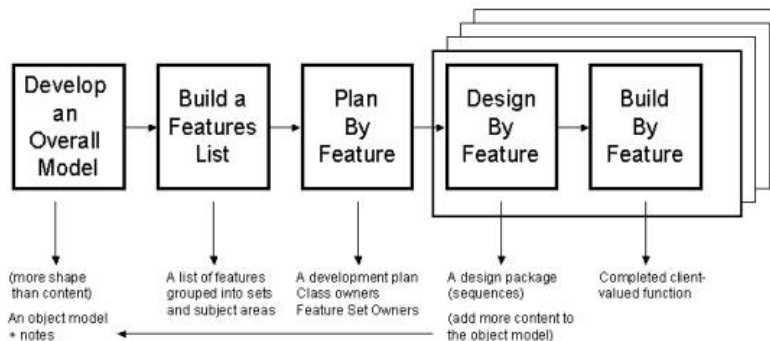 Develop
an
Overall
Model
Build a
Features
List
Plan
By
Feature
Design
By
Feature
Build
By
Feature
(more shape
than content)
An object model
+ notes
A list of features
grouped into sets
and subject areas
A development plan
Class owners
Feature Set Owners
A design package
(sequences)
(add more content to
the object model)
Completed client-
valued function